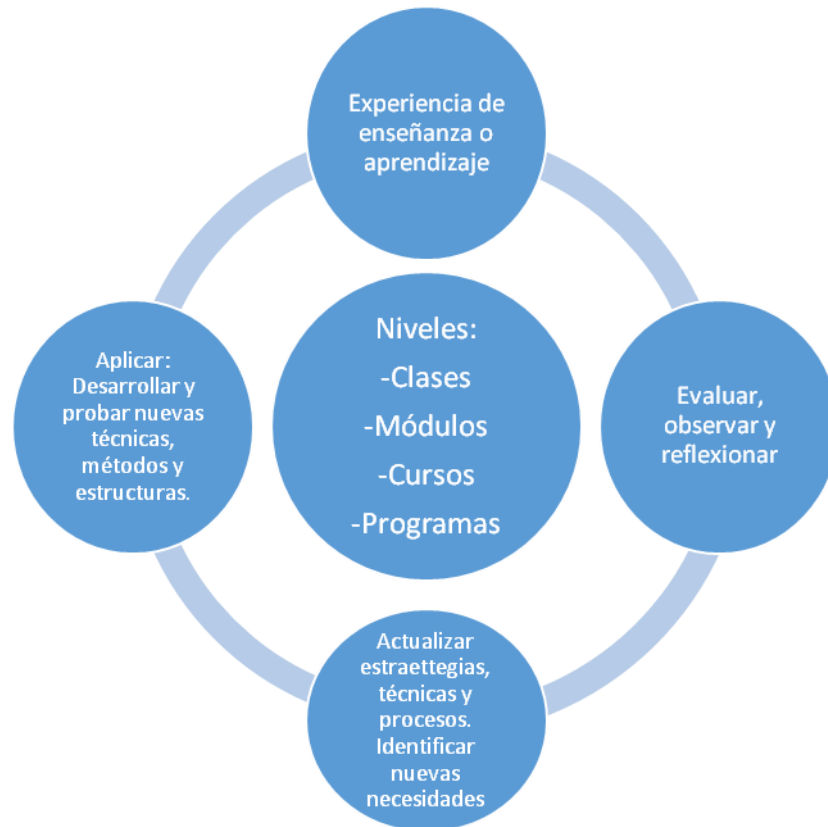 Experiencia de
enseñanza o
aprendizaje
Niveles:
-Clases
-Módulos
-Cursos
-Programas
Evaluar,
observar y
reflexionar
Actualizar
estraettegias,
técnicas y
procesos.
Identificar
nuevas
necesidades
Aplicar:
Desarrollar y
probar nuevas
técnicas,
métodos y
estructuras.